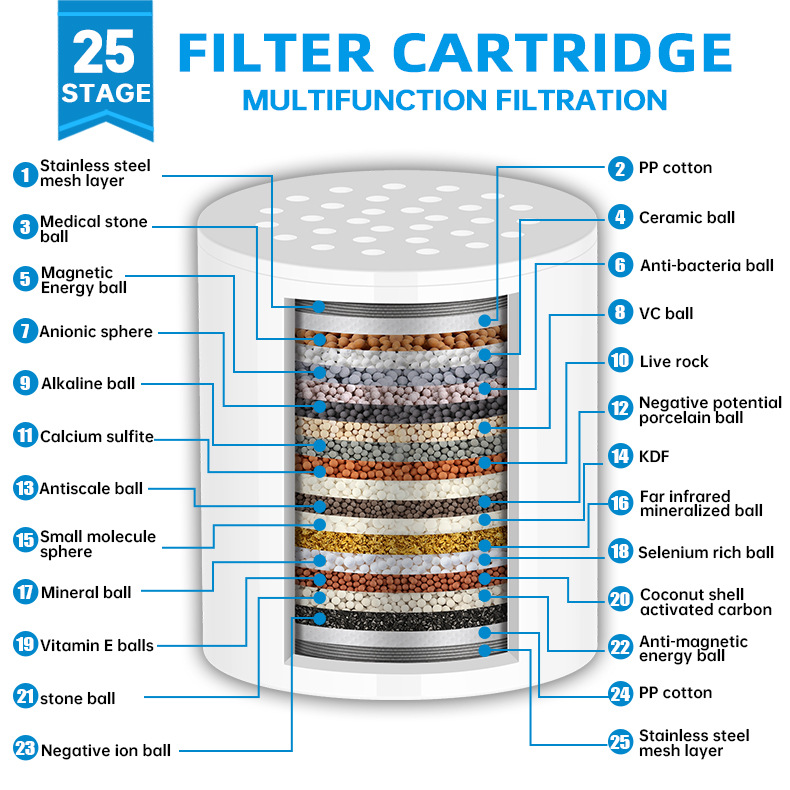 25
STAGE
FILTER CARTRIDGE
MULTIFUNCTION FILTRATION
1 Stainless steel
mesh layer
2 PP cotton
3 Medical stone
ball
4 Ceramic ball
5 Magnetic
Energy ball
6 Anti-bacteria ball
7 Anionic sphere
8 VC ball
9 Alkaline ball
10 Live rock
11 Calcium sulfite
12 Negative potential
porcelain ball
13 Antiscale ball
14 KDF
15 Small molecule
sphere
16 Far infrared
mineralized ball
17 Mineral ball
18 Selenium rich ball
19 Vitamin E balls
20 Coconut shell
activated carbon
21 stone ball
22 Anti-magnetic
energy ball
23 Negative ion ball
24 PP cotton
25 Stainless steel
mesh layer